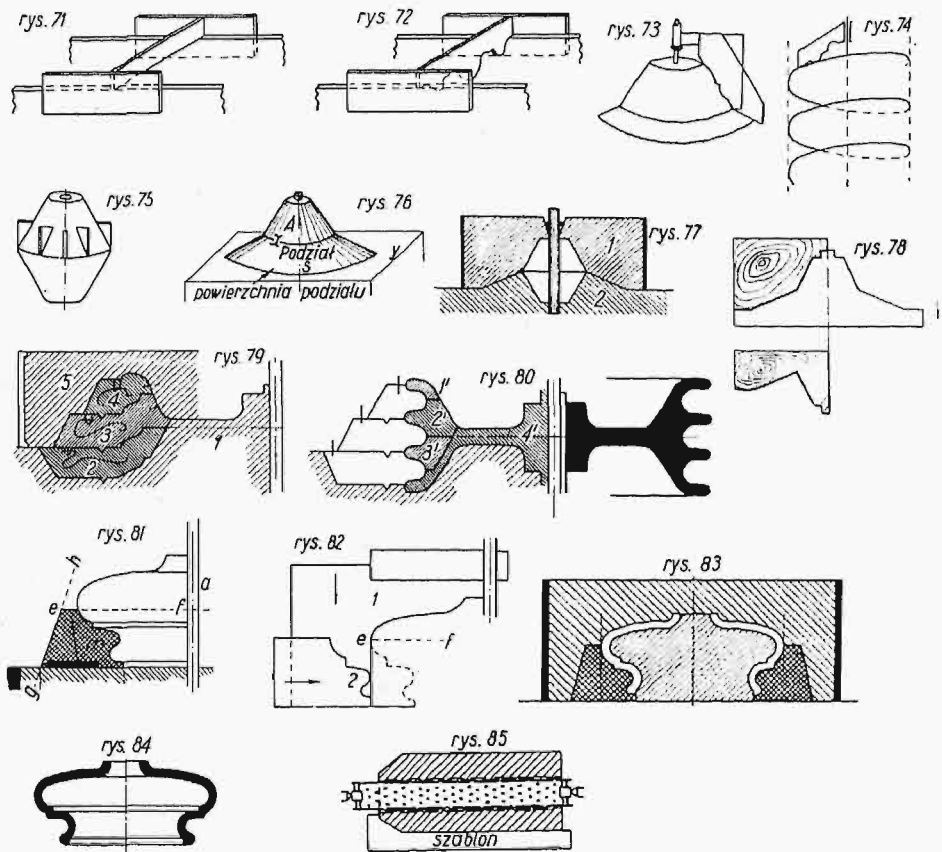 rys. 71
rys. 72
rys. 73
rys. 74
rys. 75
rys. 76
A
x
Podział
s
y
powierzchnia podziału
rys. 77
1
2
rys. 78
rys. 79
5
4
3
2
1
rys. 80
1'
2'
3'
4'
rys. 81
h
a
e
f
2
g
rys. 82
1
e
f
2
rys. 83
rys. 84
rys. 85
szablon